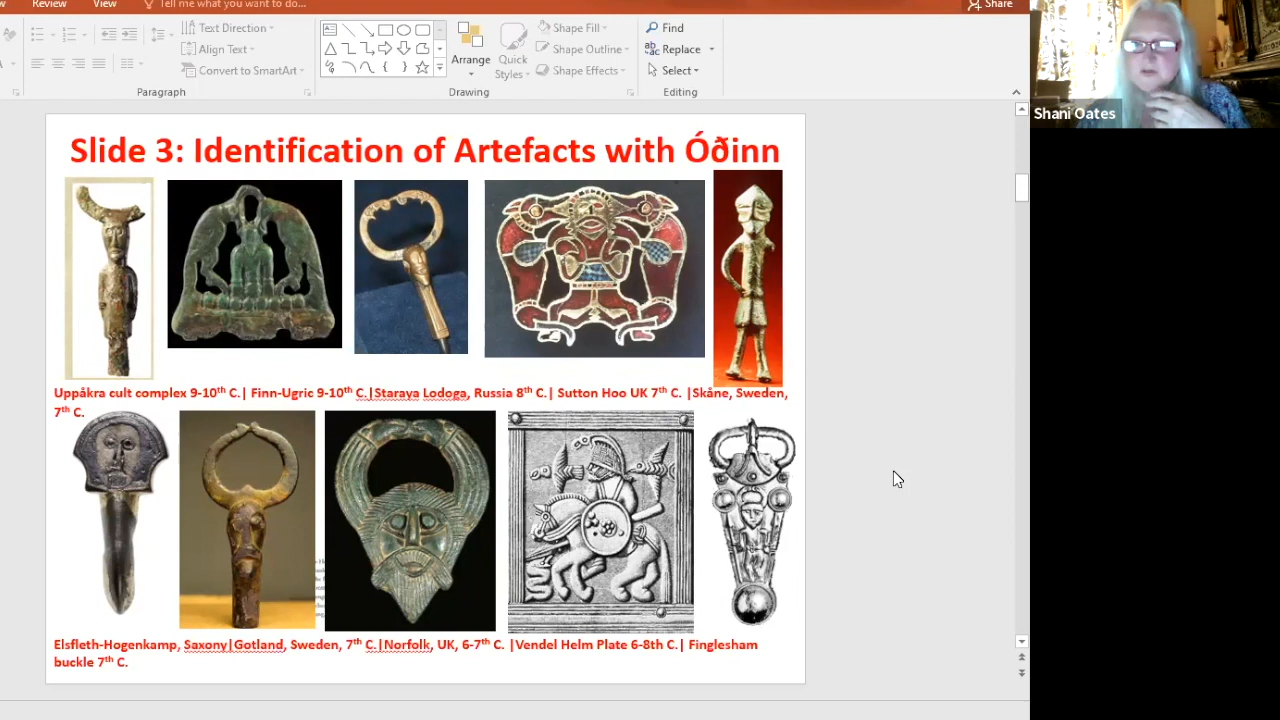 Review
View
Tell me what you want to do...
Share
Text Direction
Align Text
Convert to SmartArt
Arrange
Quick
Styles
Shape Fill
Shape Outline
Shape Effects
Find
Replace
Select
Paragraph
Drawing
Editing
Shani Oates
Slide 3: Identification of Artefacts with Óðinn
Uppåkra cult complex 9-10th C.| Finn-Ugric 9-10th C.|Staraya Lodoga, Russia 8th C.| Sutton Hoo UK 7th C. |Skåne, Sweden,
7th C.
Elsfleth-Hogenkamp, Saxony|Gotland, Sweden, 7th C.|Norfolk, UK, 6-7th C. |Vendel Helm Plate 6-8th C.| Finglesham
buckle 7th C.